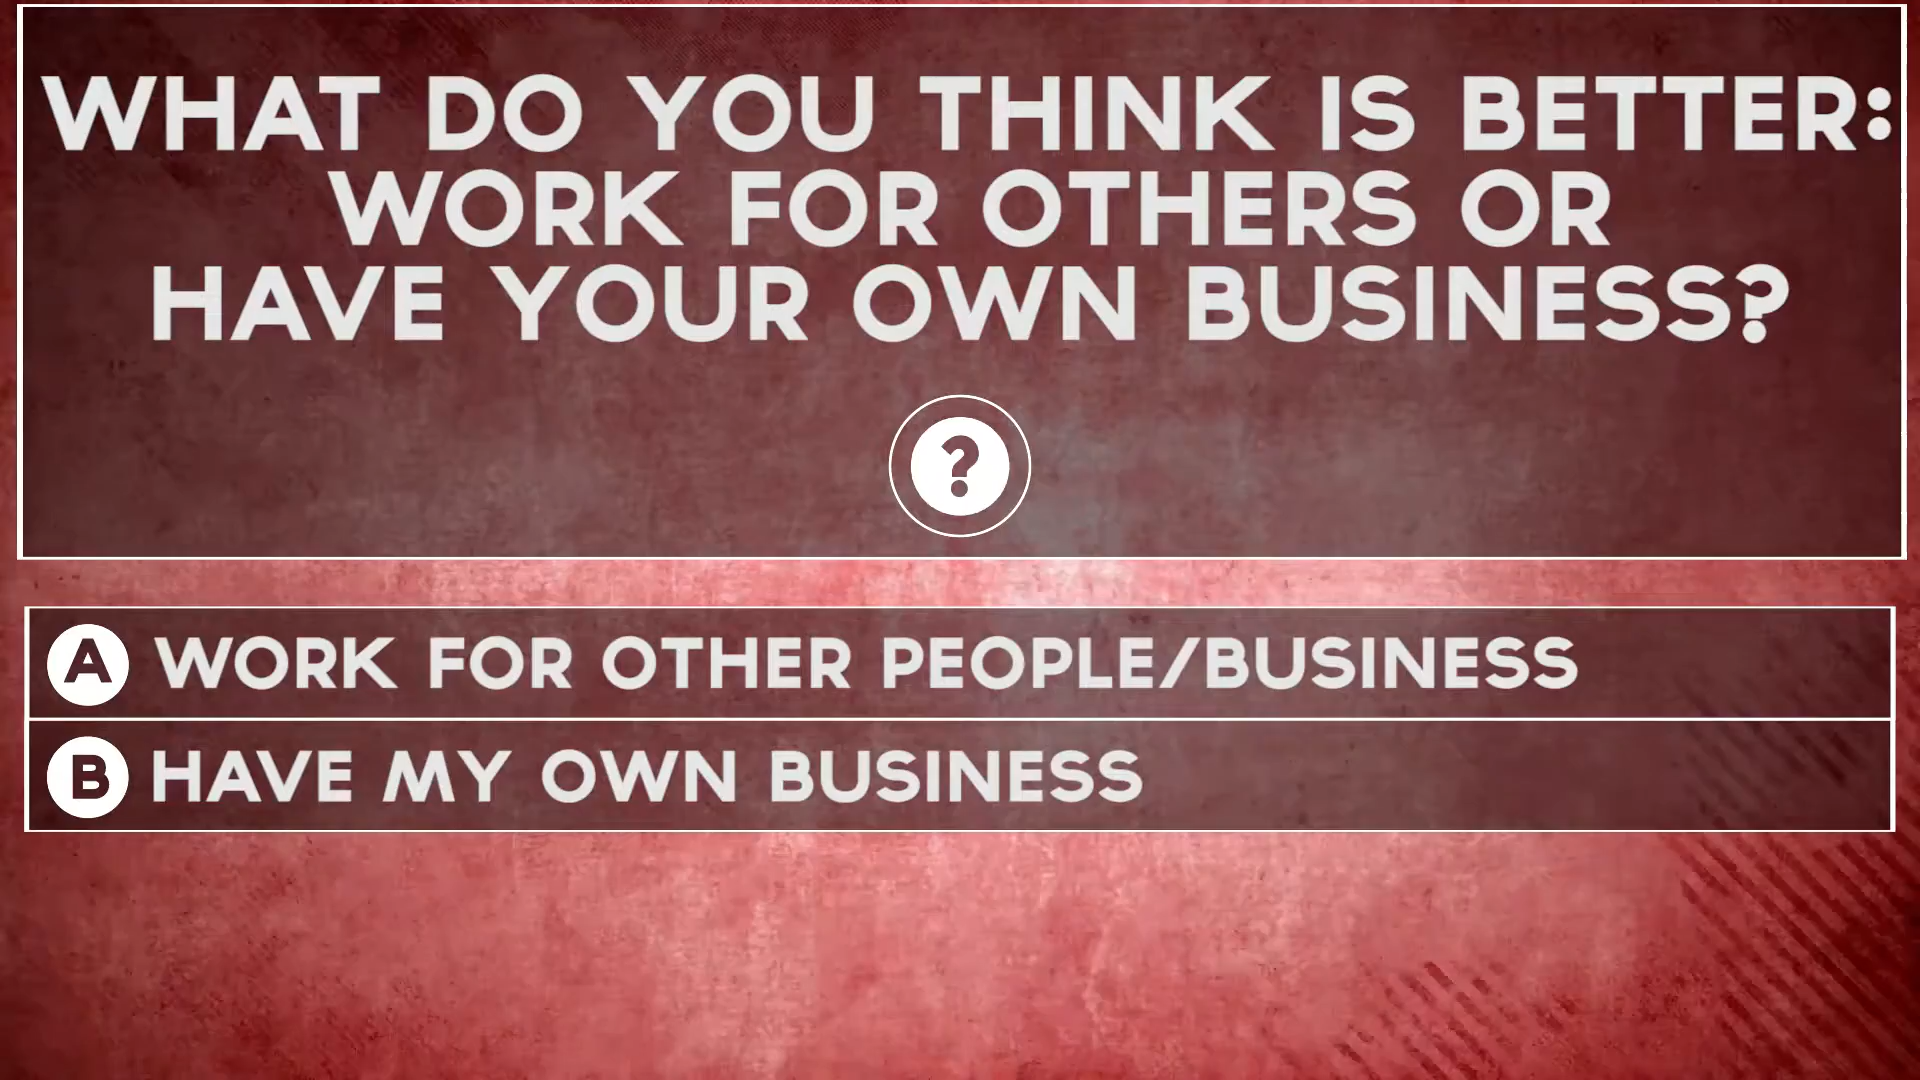 WHAT DO YOU THINK IS BETTER:
WORK FOR OTHERS OR
HAVE YOUR OWN BUSINESS?
?
A WORK FOR OTHER PEOPLE/BUSINESS
B HAVE MY OWN BUSINESS